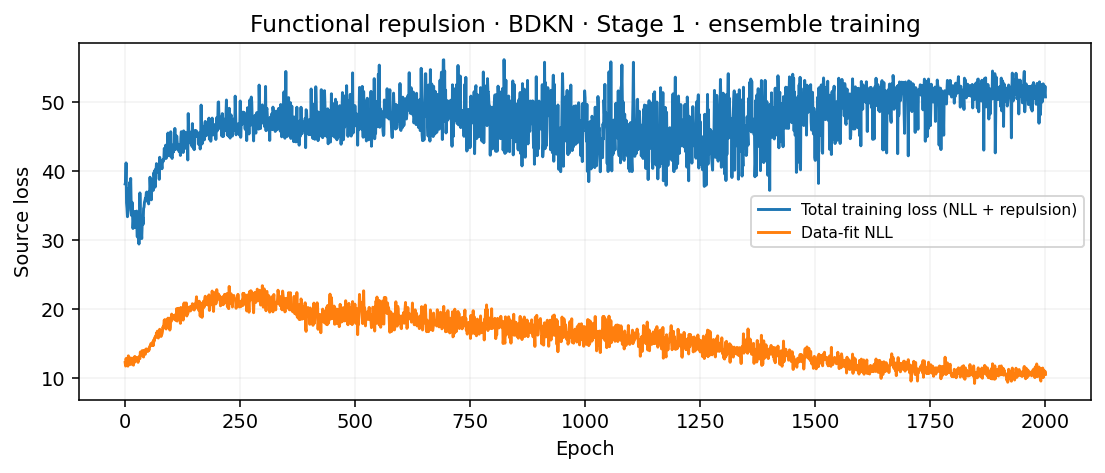 Functional repulsion · BDKN · Stage 1 · ensemble training
Source loss
50
40
30
20
10
Total training loss (NLL + repulsion)
Data-fit NLL
0 250 500 750 1000 1250 1500 1750 2000
Epoch